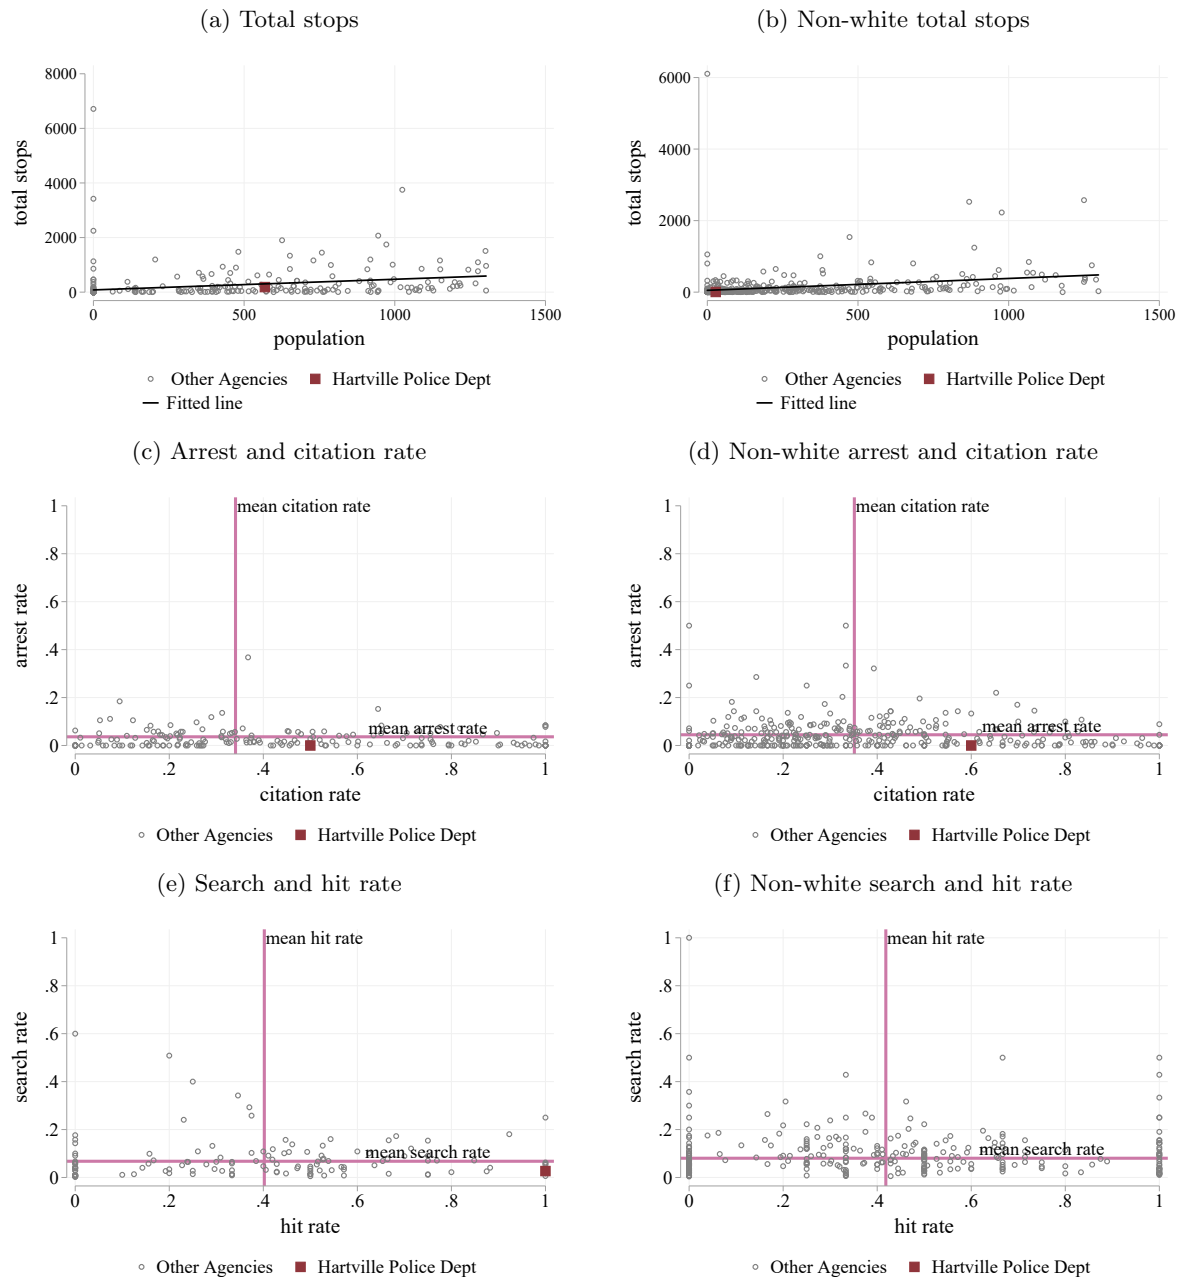 (a) Total stops
(b) Non-white total stops
8000
6000
4000
2000
0
total stops
0 500 1000 1500
population
Other Agencies Hartville Police Dept
Fitted line
6000
4000
2000
0
total stops
0 500 1000 1500
population
Other Agencies Hartville Police Dept
Fitted line
(c) Arrest and citation rate
(d) Non-white arrest and citation rate
1
.8
.6
.4
.2
0
arrest rate
mean citation rate
mean arrest rate
0 .2 .4 .6 .8 1
citation rate
Other Agencies Hartville Police Dept
1
.8
.6
.4
.2
0
arrest rate
mean citation rate
mean arrest rate
0 .2 .4 .6 .8 1
citation rate
Other Agencies Hartville Police Dept
(e) Search and hit rate
(f) Non-white search and hit rate
1
.8
.6
.4
.2
0
search rate
mean hit rate
mean search rate
0 .2 .4 .6 .8 1
hit rate
Other Agencies Hartville Police Dept
1
.8
.6
.4
.2
0
search rate
mean hit rate
mean search rate
0 .2 .4 .6 .8 1
hit rate
Other Agencies Hartville Police Dept